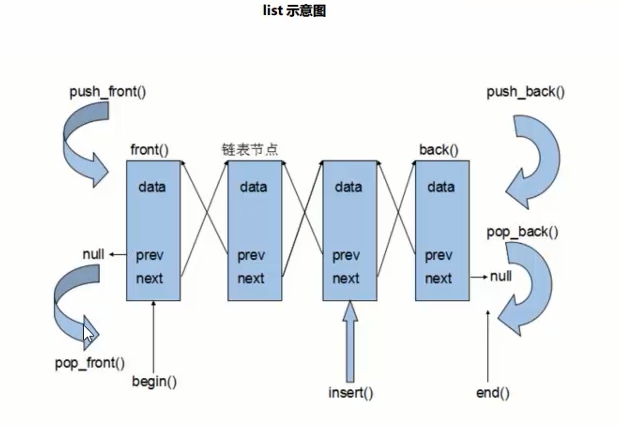 list 示意图
push_front()
push_back()
front()
链表节点
back()
data
data
data
data
pop_back()
null
prev
prev
prev
prev
next
next
next
next
null
pop_front()
begin()
insert()
end()